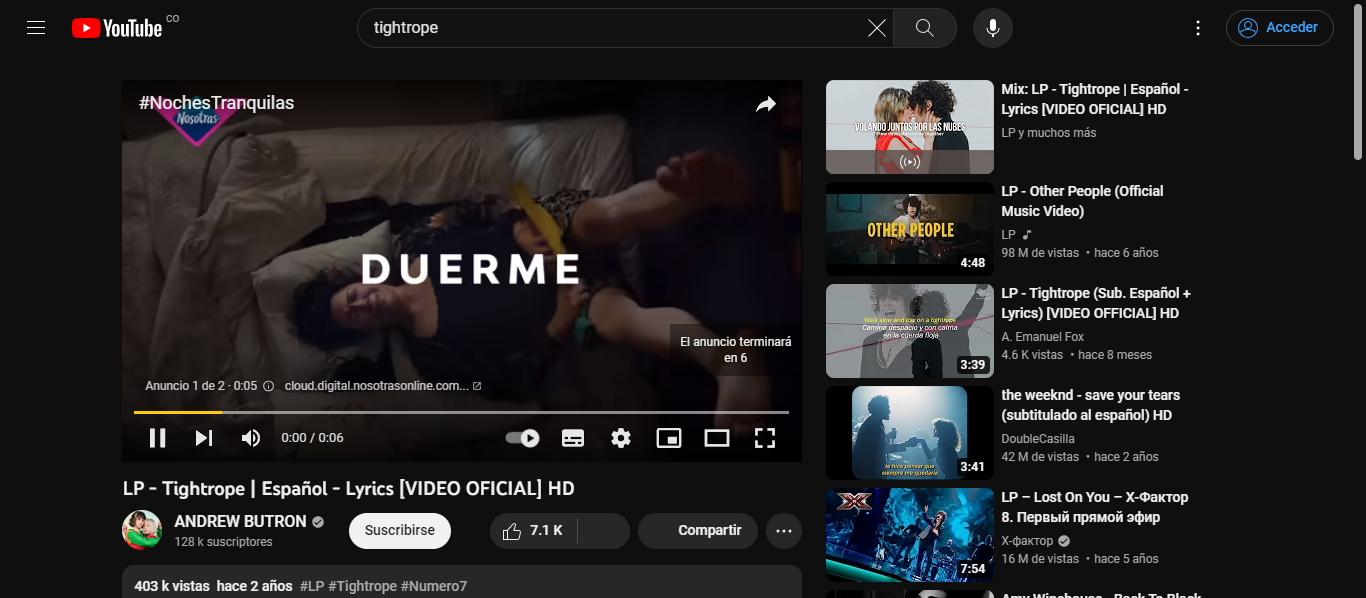 YouTube CO
tightrope
Acceder
#NochesTranquilas
Nosotras
DUERME
El anuncio terminará
en 6
Anuncio 1 de 2 · 0:05
cloud.digital.nosotrasonline.com...
0:00 / 0:06
LP - Tightrope | Español - Lyrics [VIDEO OFICIAL] HD
ANDREW BUTRON
128 k suscriptores
Suscribirse
7.1 K
Compartir
403 k vistas hace 2 años #LP #Tightrope #Numero7
VOLANDO JUNTOS POR LAS NUBES
Mix: LP - Tightrope | Español -
Lyrics [VIDEO OFICIAL] HD
LP y muchos más
OTHER PEOPLE
4:48
LP - Other People (Official
Music Video)
LP
98 M de vistas • hace 6 años
Walk slow and low on a tightrope
Camina despacio y con calma
en la cuerda floja
3:39
LP - Tightrope (Sub. Español +
Lyrics) [VIDEO OFFICIAL] HD
A. Emanuel Fox
4.6 K vistas • hace 8 meses
te hice pensar que
siempre me quedaría
3:41
the weeknd - save your tears
(subtitulado al español) HD
DoubleCasilla
42 M de vistas • hace 2 años
X
7:54
LP – Lost On You – Х-Фактор
8. Первый прямой эфир
Х-фактор
16 M de vistas • hace 5 años
Amy Winehouse - Back To Black